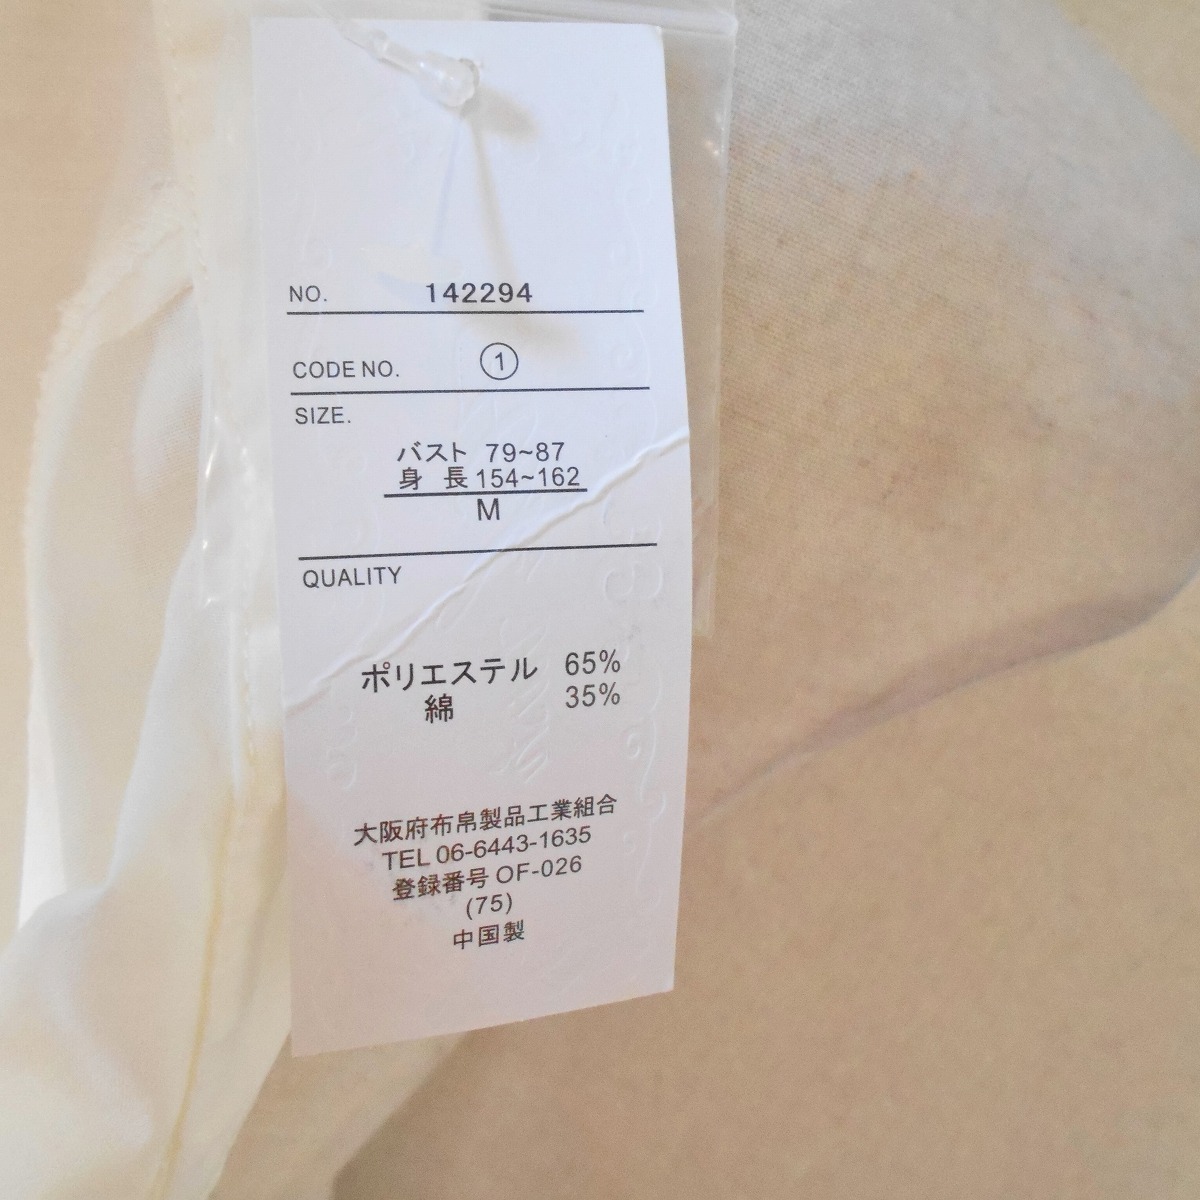 NO. 142294
CODE NO. ①
SIZE.
バスト 79~87
身 長 154~162
M
QUALITY
ポリエステル 65%
綿 35%
大阪府布帛製品工業組合
TEL 06-6443-1635
登録番号 OF-026
(75)
中国製